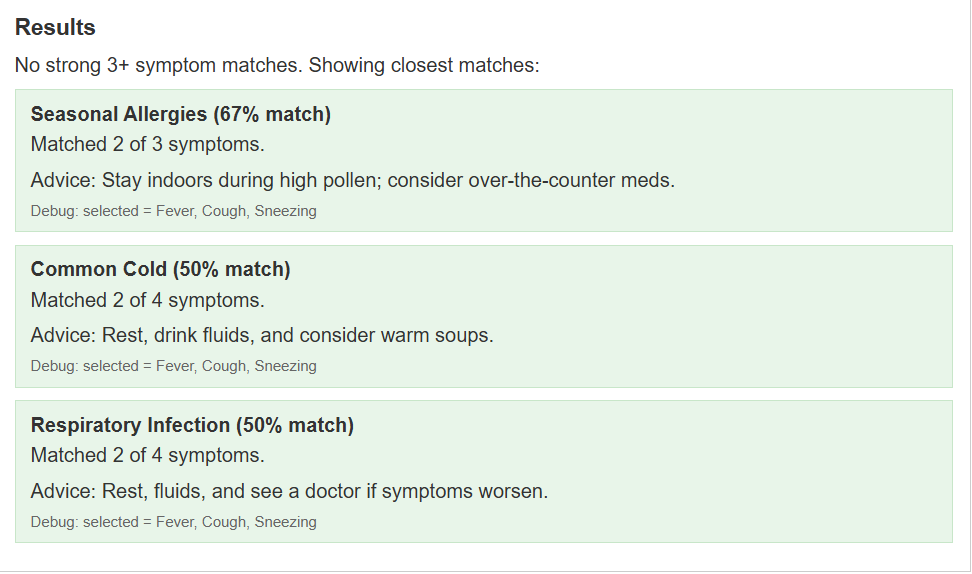 Results
No strong 3+ symptom matches. Showing closest matches:
Seasonal Allergies (67% match)
Matched 2 of 3 symptoms.
Advice: Stay indoors during high pollen; consider over-the-counter meds.
Debug: selected = Fever, Cough, Sneezing
Common Cold (50% match)
Matched 2 of 4 symptoms.
Advice: Rest, drink fluids, and consider warm soups.
Debug: selected = Fever, Cough, Sneezing
Respiratory Infection (50% match)
Matched 2 of 4 symptoms.
Advice: Rest, fluids, and see a doctor if symptoms worsen.
Debug: selected = Fever, Cough, Sneezing